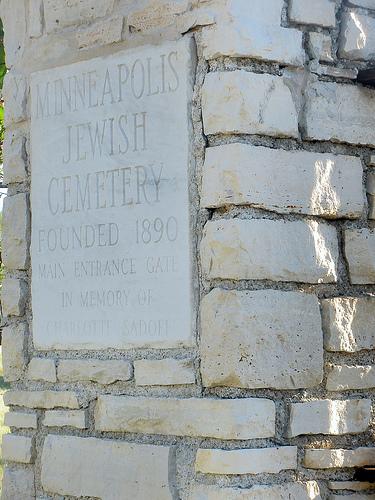 MINNEAPOLIS
JEWISH
CEMETERY
FOUNDED 1890
MAIN ENTRANCE GATE
IN MEMORY OF
CHARLOTTE SADOFF